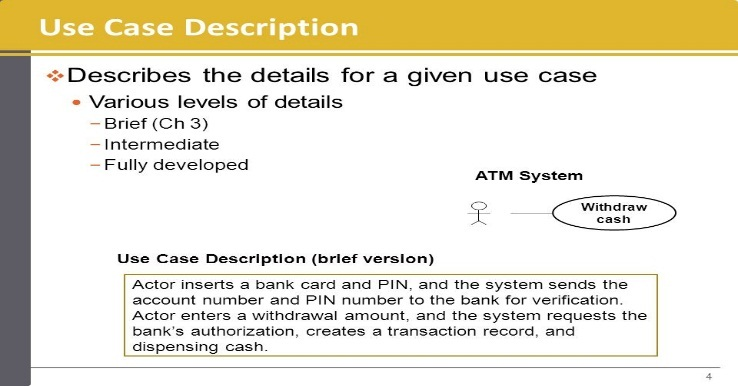 Use Case Description
Describes the details for a given use case
Various levels of details
– Brief (Ch 3)
– Intermediate
– Fully developed
ATM System
Withdraw
cash
Use Case Description (brief version)
Actor inserts a bank card and PIN, and the system sends the
account number and PIN number to the bank for verification.
Actor enters a withdrawal amount, and the system requests the
bank's authorization, creates a transaction record, and
dispensing cash.
4